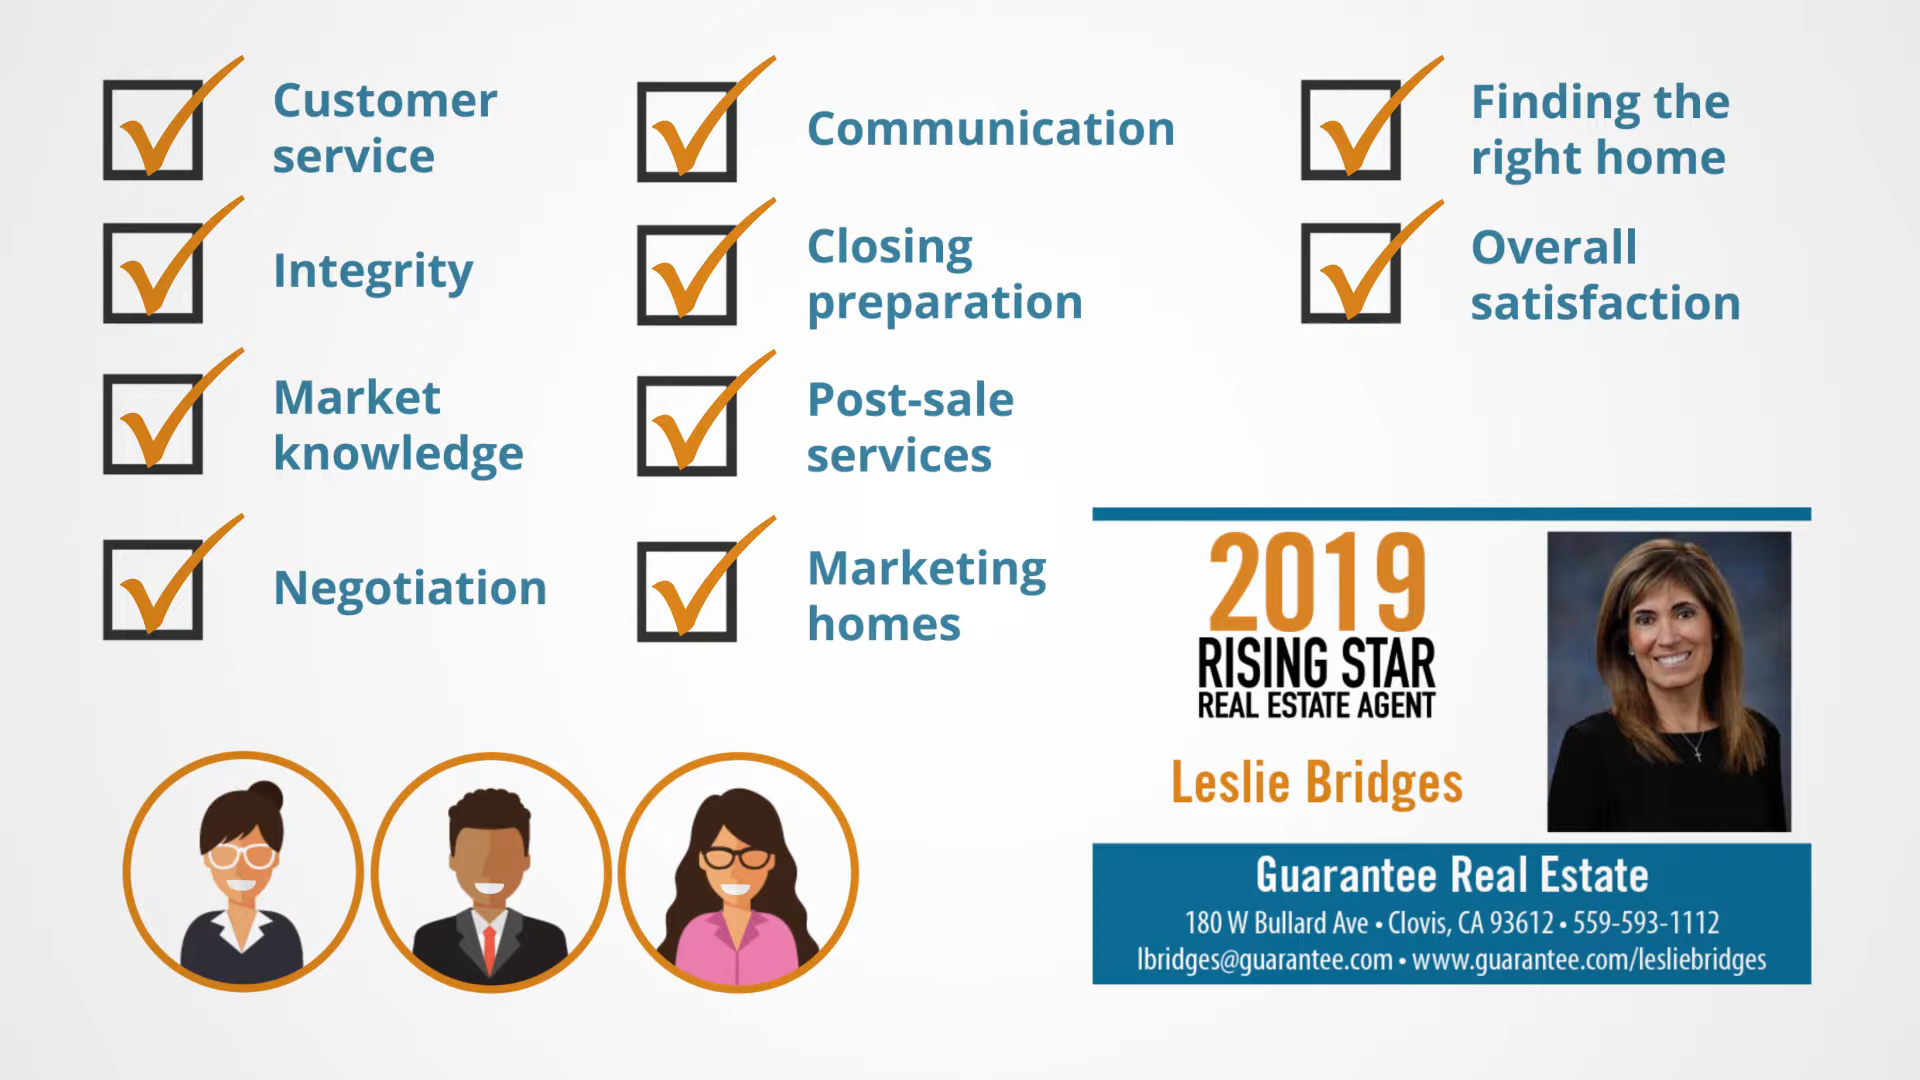 Customer
service
Integrity
Market
knowledge
Negotiation
Communication
Closing
preparation
Post-sale
services
Marketing
homes
Finding the
right home
Overall
satisfaction
2019
RISING STAR
REAL ESTATE AGENT
Leslie Bridges
Guarantee Real Estate
180 W Bullard Ave • Clovis, CA 93612 • 559-593-1112
lbridges@guarantee.com • www.guarantee.com/lesliebridges